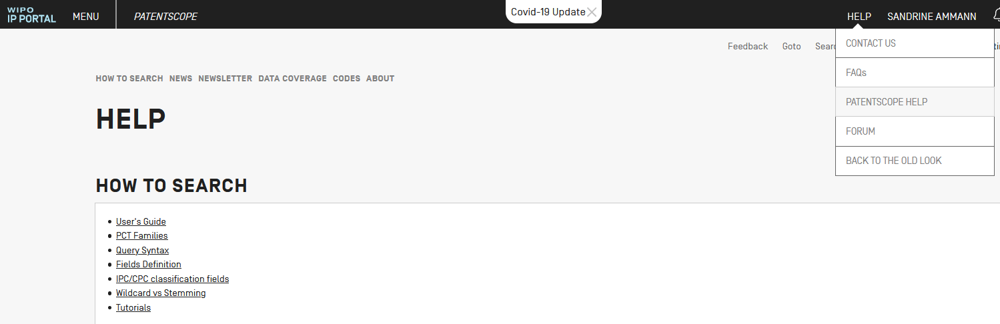 WIPO
IP PORTAL
MENU
PATENTSCOPE
Covid-19 Update
HELP
SANDRINE AMMANN
CONTACT US
FAQs
PATENTSCOPE HELP
FORUM
BACK TO THE OLD LOOK
Feedback Goto
HOW TO SEARCH NEWS NEWSLETTER DATA COVERAGE CODES ABOUT
HELP
HOW TO SEARCH
User's Guide
PCT Families
Query Syntax
Fields Definition
IPC/CPC classification fields
Wildcard vs Stemming
Tutorials